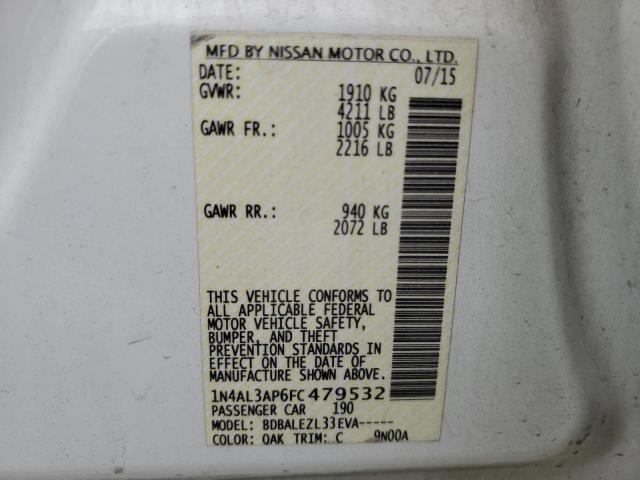 MFD BY NISSAN MOTOR CO., LTD.
DATE: 07/15
GVWR: 1910 KG
4211 LB
GAWR FR.: 1005 KG
2216 LB
GAWR RR.: 940 KG
2072 LB
THIS VEHICLE CONFORMS TO
ALL APPLICABLE FEDERAL
MOTOR VEHICLE SAFETY,
BUMPER, AND THEFT
PREVENTION STANDARDS IN
EFFECT ON THE DATE OF
MANUFACTURE SHOWN ABOVE.
1N4AL3AP6FC479532
PASSENGER CAR 190
MODEL: BDBALEZL33EVA-----
COLOR: QAK TRIM: C 9N00A